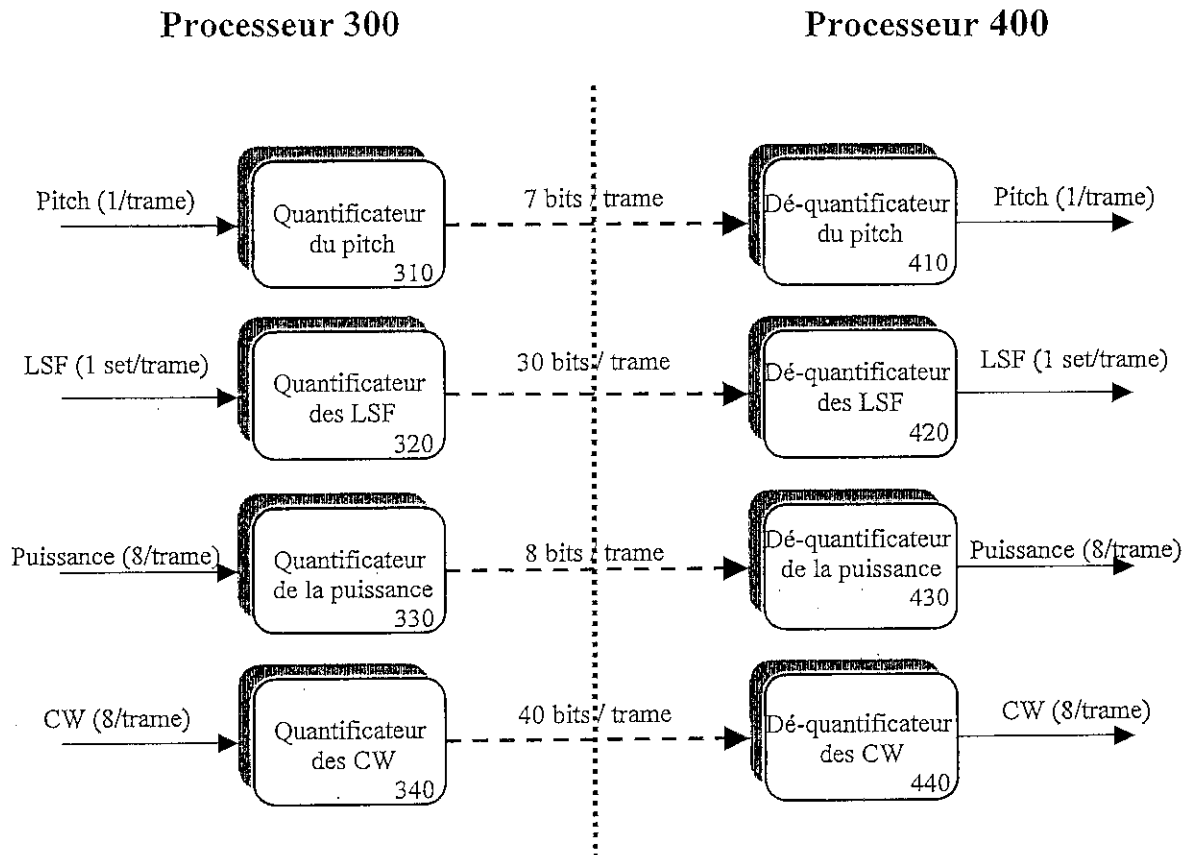 Processeur 300
Processeur 400
Pitch (1/trame)
Quantificateur
du pitch
310
7 bits / trame
Dé-quantificateur
du pitch
410
Pitch (1/trame)
LSF (1 set/trame)
Quantificateur
des LSF
320
30 bits / trame
Dé-quantificateur
des LSF
420
LSF (1 set/trame)
Puissance (8/trame)
Quantificateur
de la puissance
330
8 bits / trame
Dé-quantificateur
de la puissance
430
Puissance (8/trame)
CW (8/trame)
Quantificateur
des CW
340
40 bits / trame
Dé-quantificateur
des CW
440
CW (8/trame)